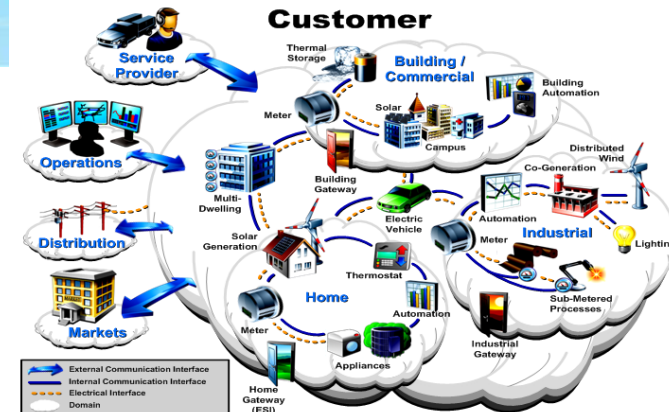 Customer
Service
Provider
Thermal
Storage
Building /
Commercial
Building
Automation
Meter
Solar
Campus
Operations
Distributed
Wind
Co-Generation
Building
Gateway
Multi-
Dwelling
Electric
Vehicle
Automation
Meter
Industrial
Lightin
Distribution
Solar
Generation
Thermostat
Home
Automation
Sub-Metered
Processes
Markets
Meter
Appliances
Industrial
Gateway
Home
Gateway
(ESI)
External Communication Interface
Internal Communication Interface
Electrical Interface
Domain